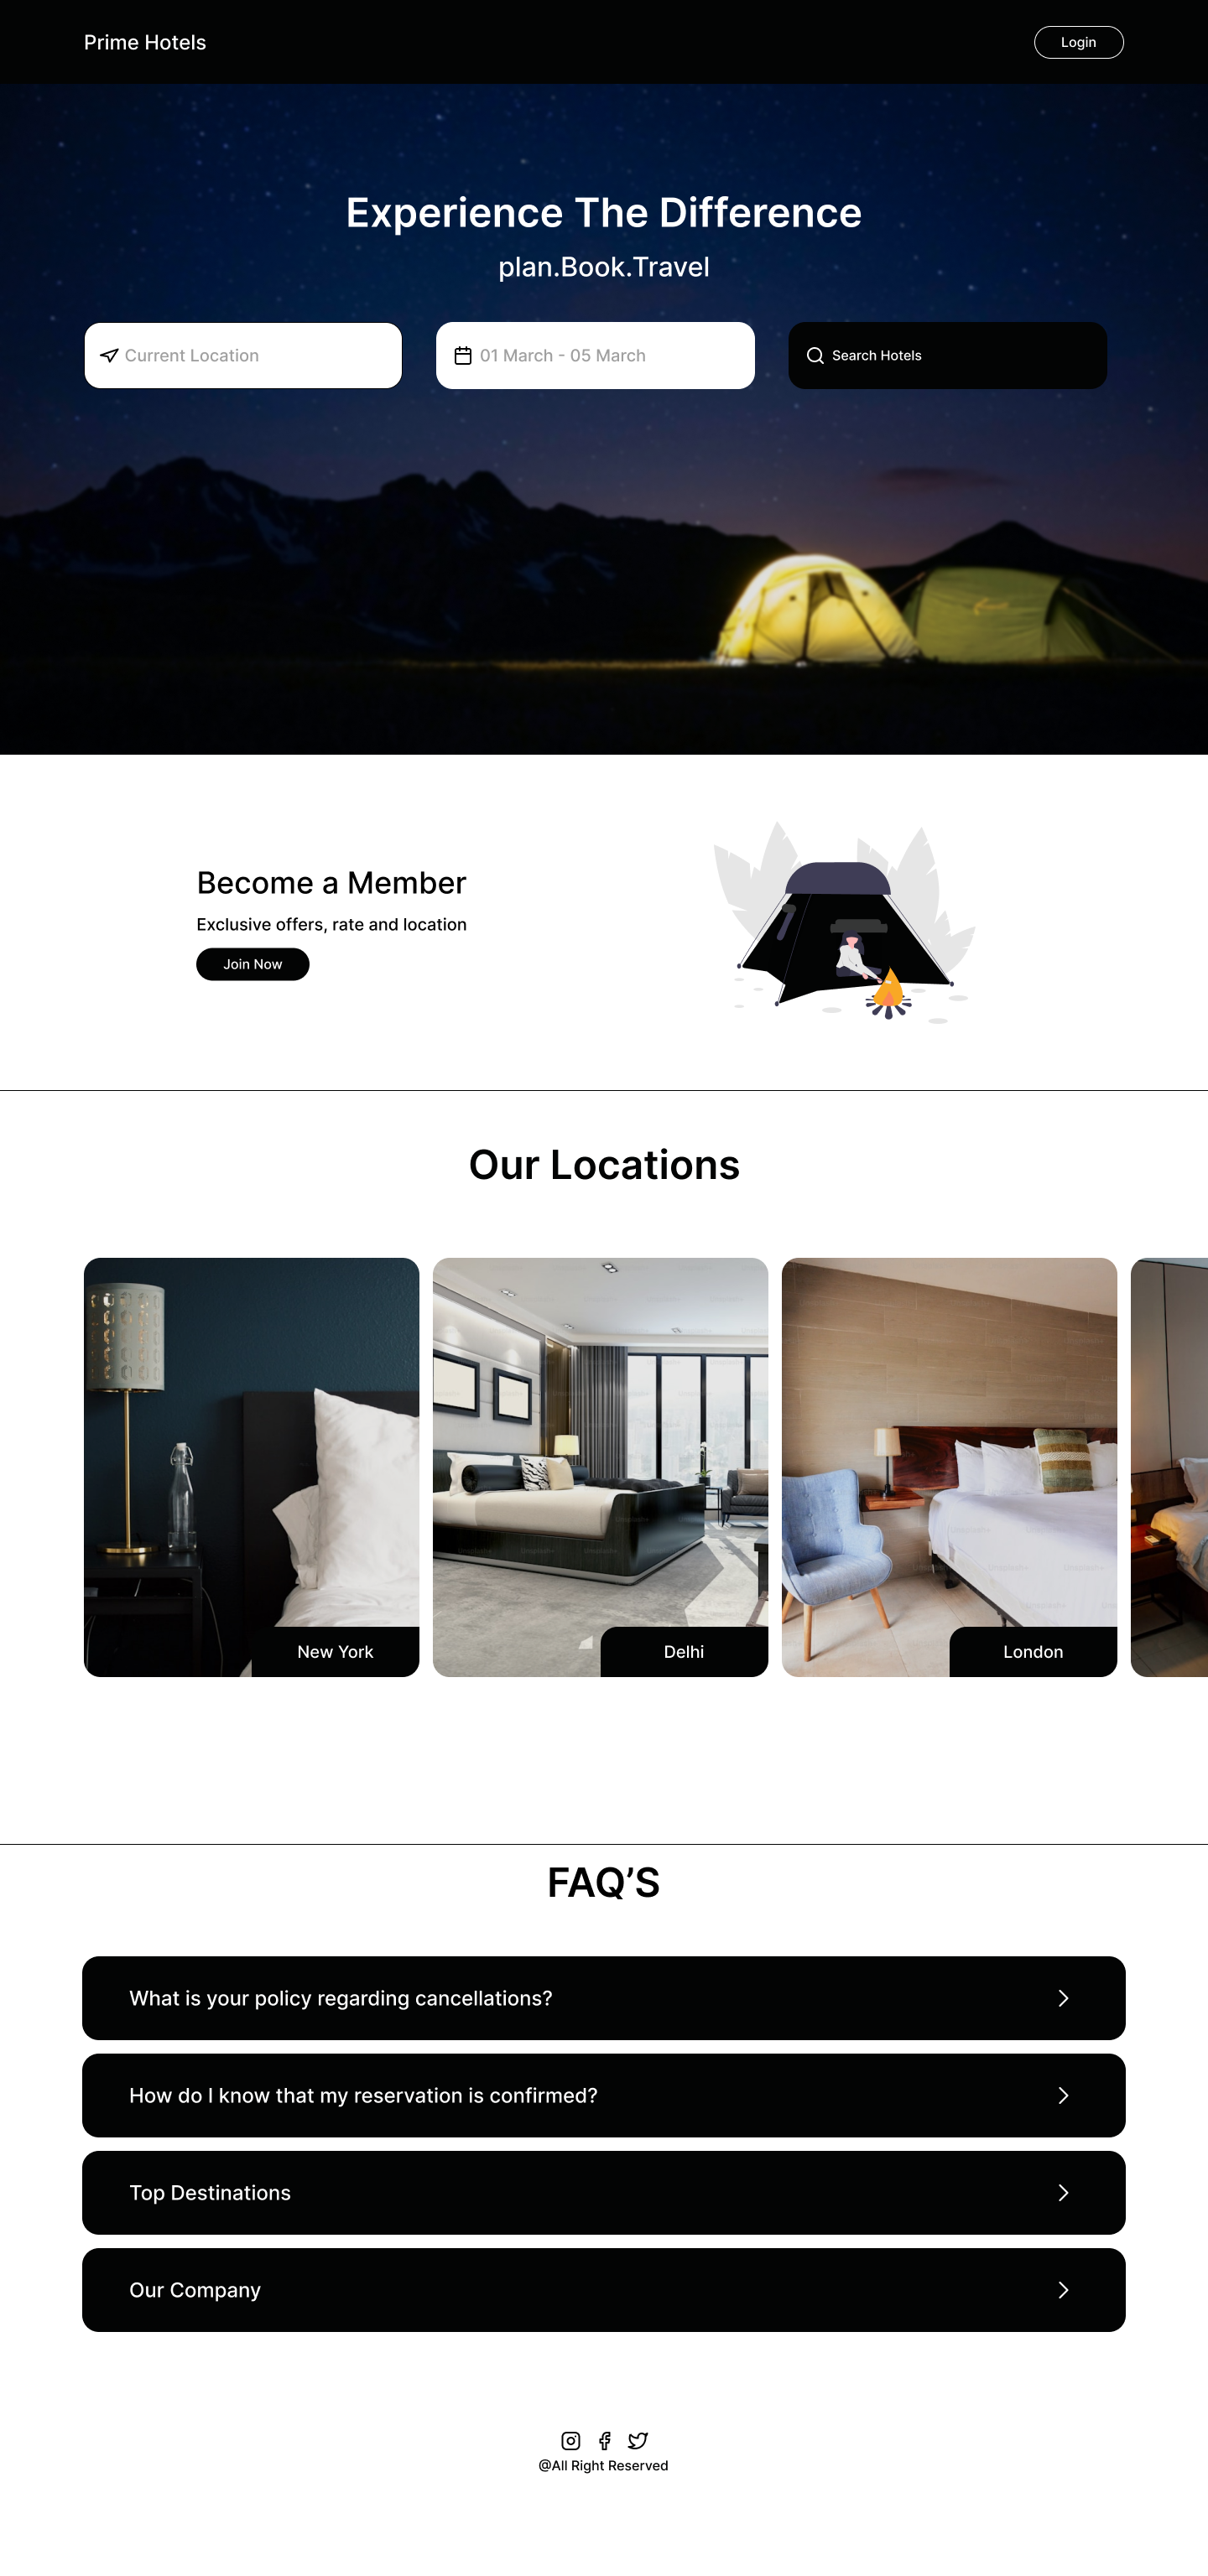 Prime Hotels
Login
Experience The Difference
plan.Book.Travel
Current Location
01 March - 05 March
Search Hotels
Become a Member
Exclusive offers, rate and location
Join Now
Our Locations
New York
Delhi
London
FAQ’S
What is your policy regarding cancellations?
How do I know that my reservation is confirmed?
Top Destinations
Our Company
@All Right Reserved